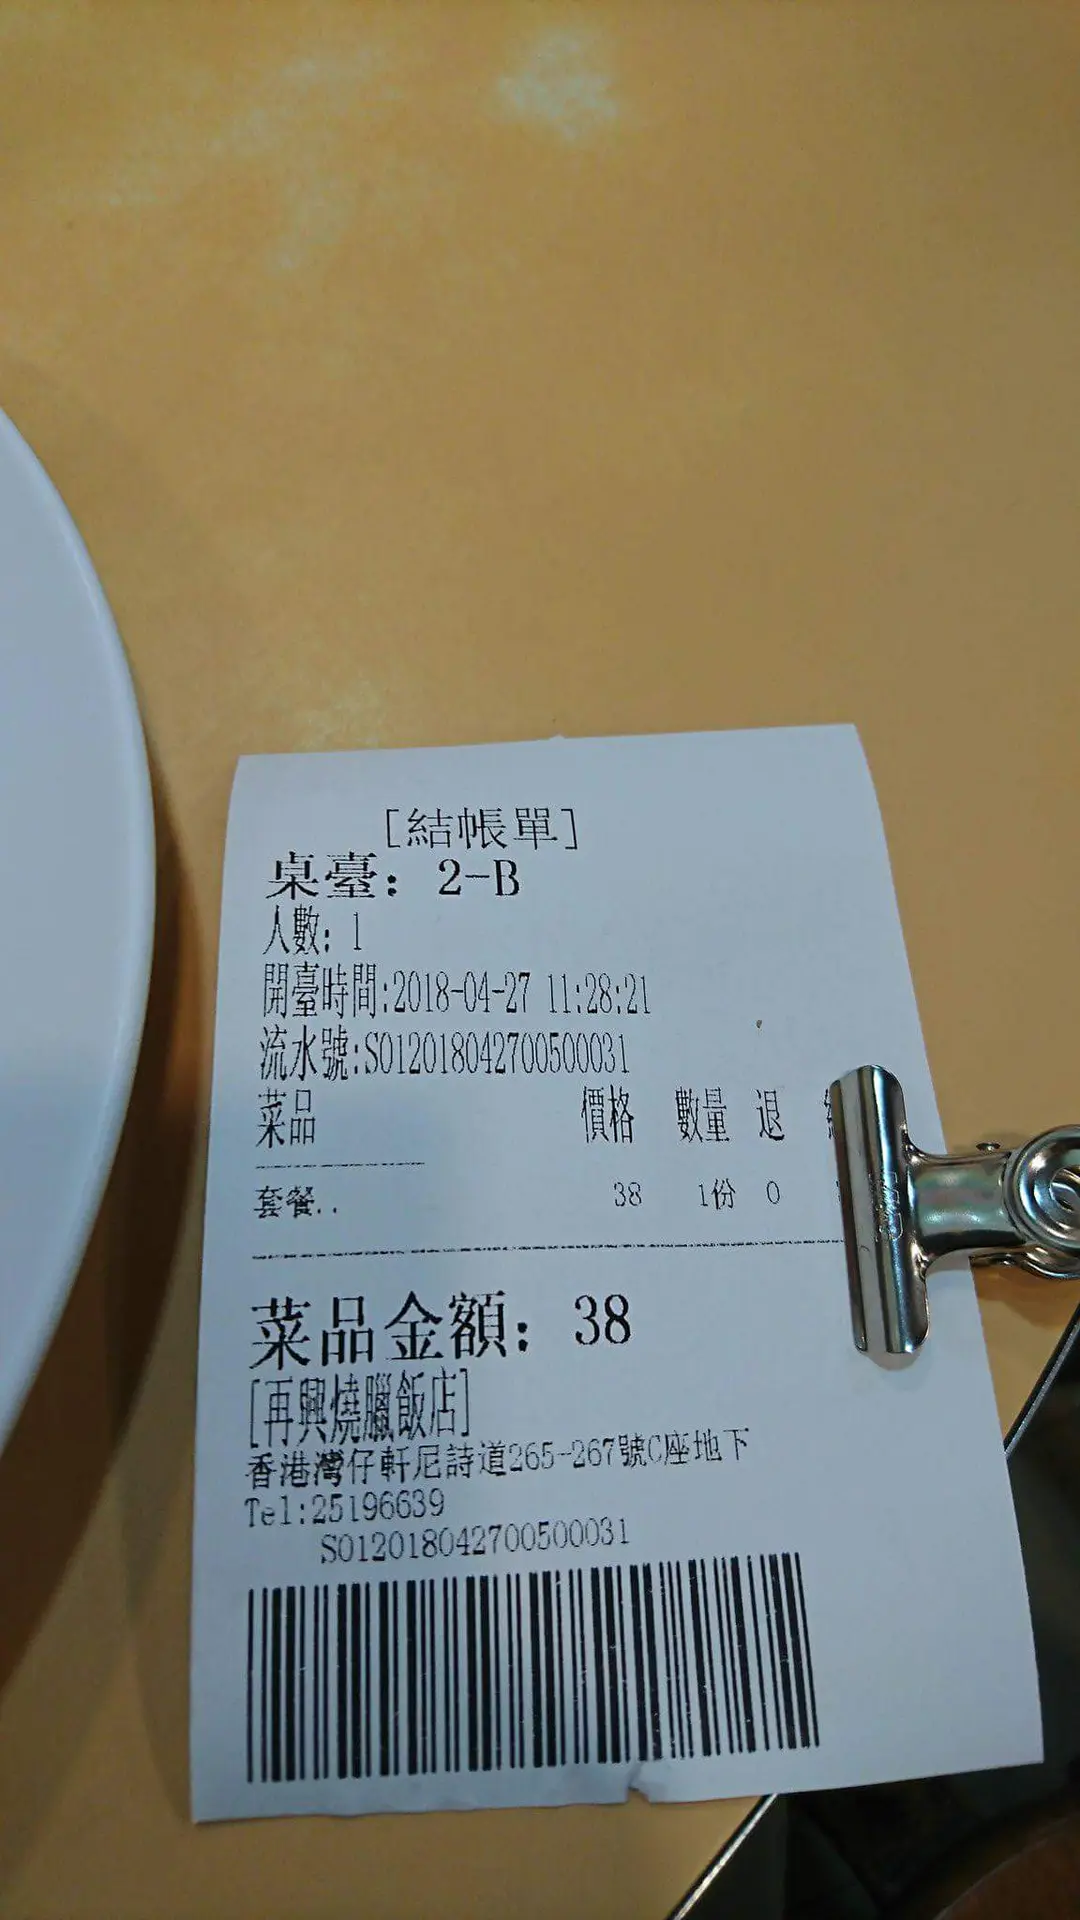 [結帳單]
桌臺：2-B
人數：1
開臺時間:2018-04-27 11:28:21
流水號:S012018042700500031
菜品 價格 數量 退
套餐.. 38 1份 0
菜品金額：38
[再興燒臘飯店]
香港灣仔軒尼詩道265-267號C座地下
Tel:25196639
S012018042700500031